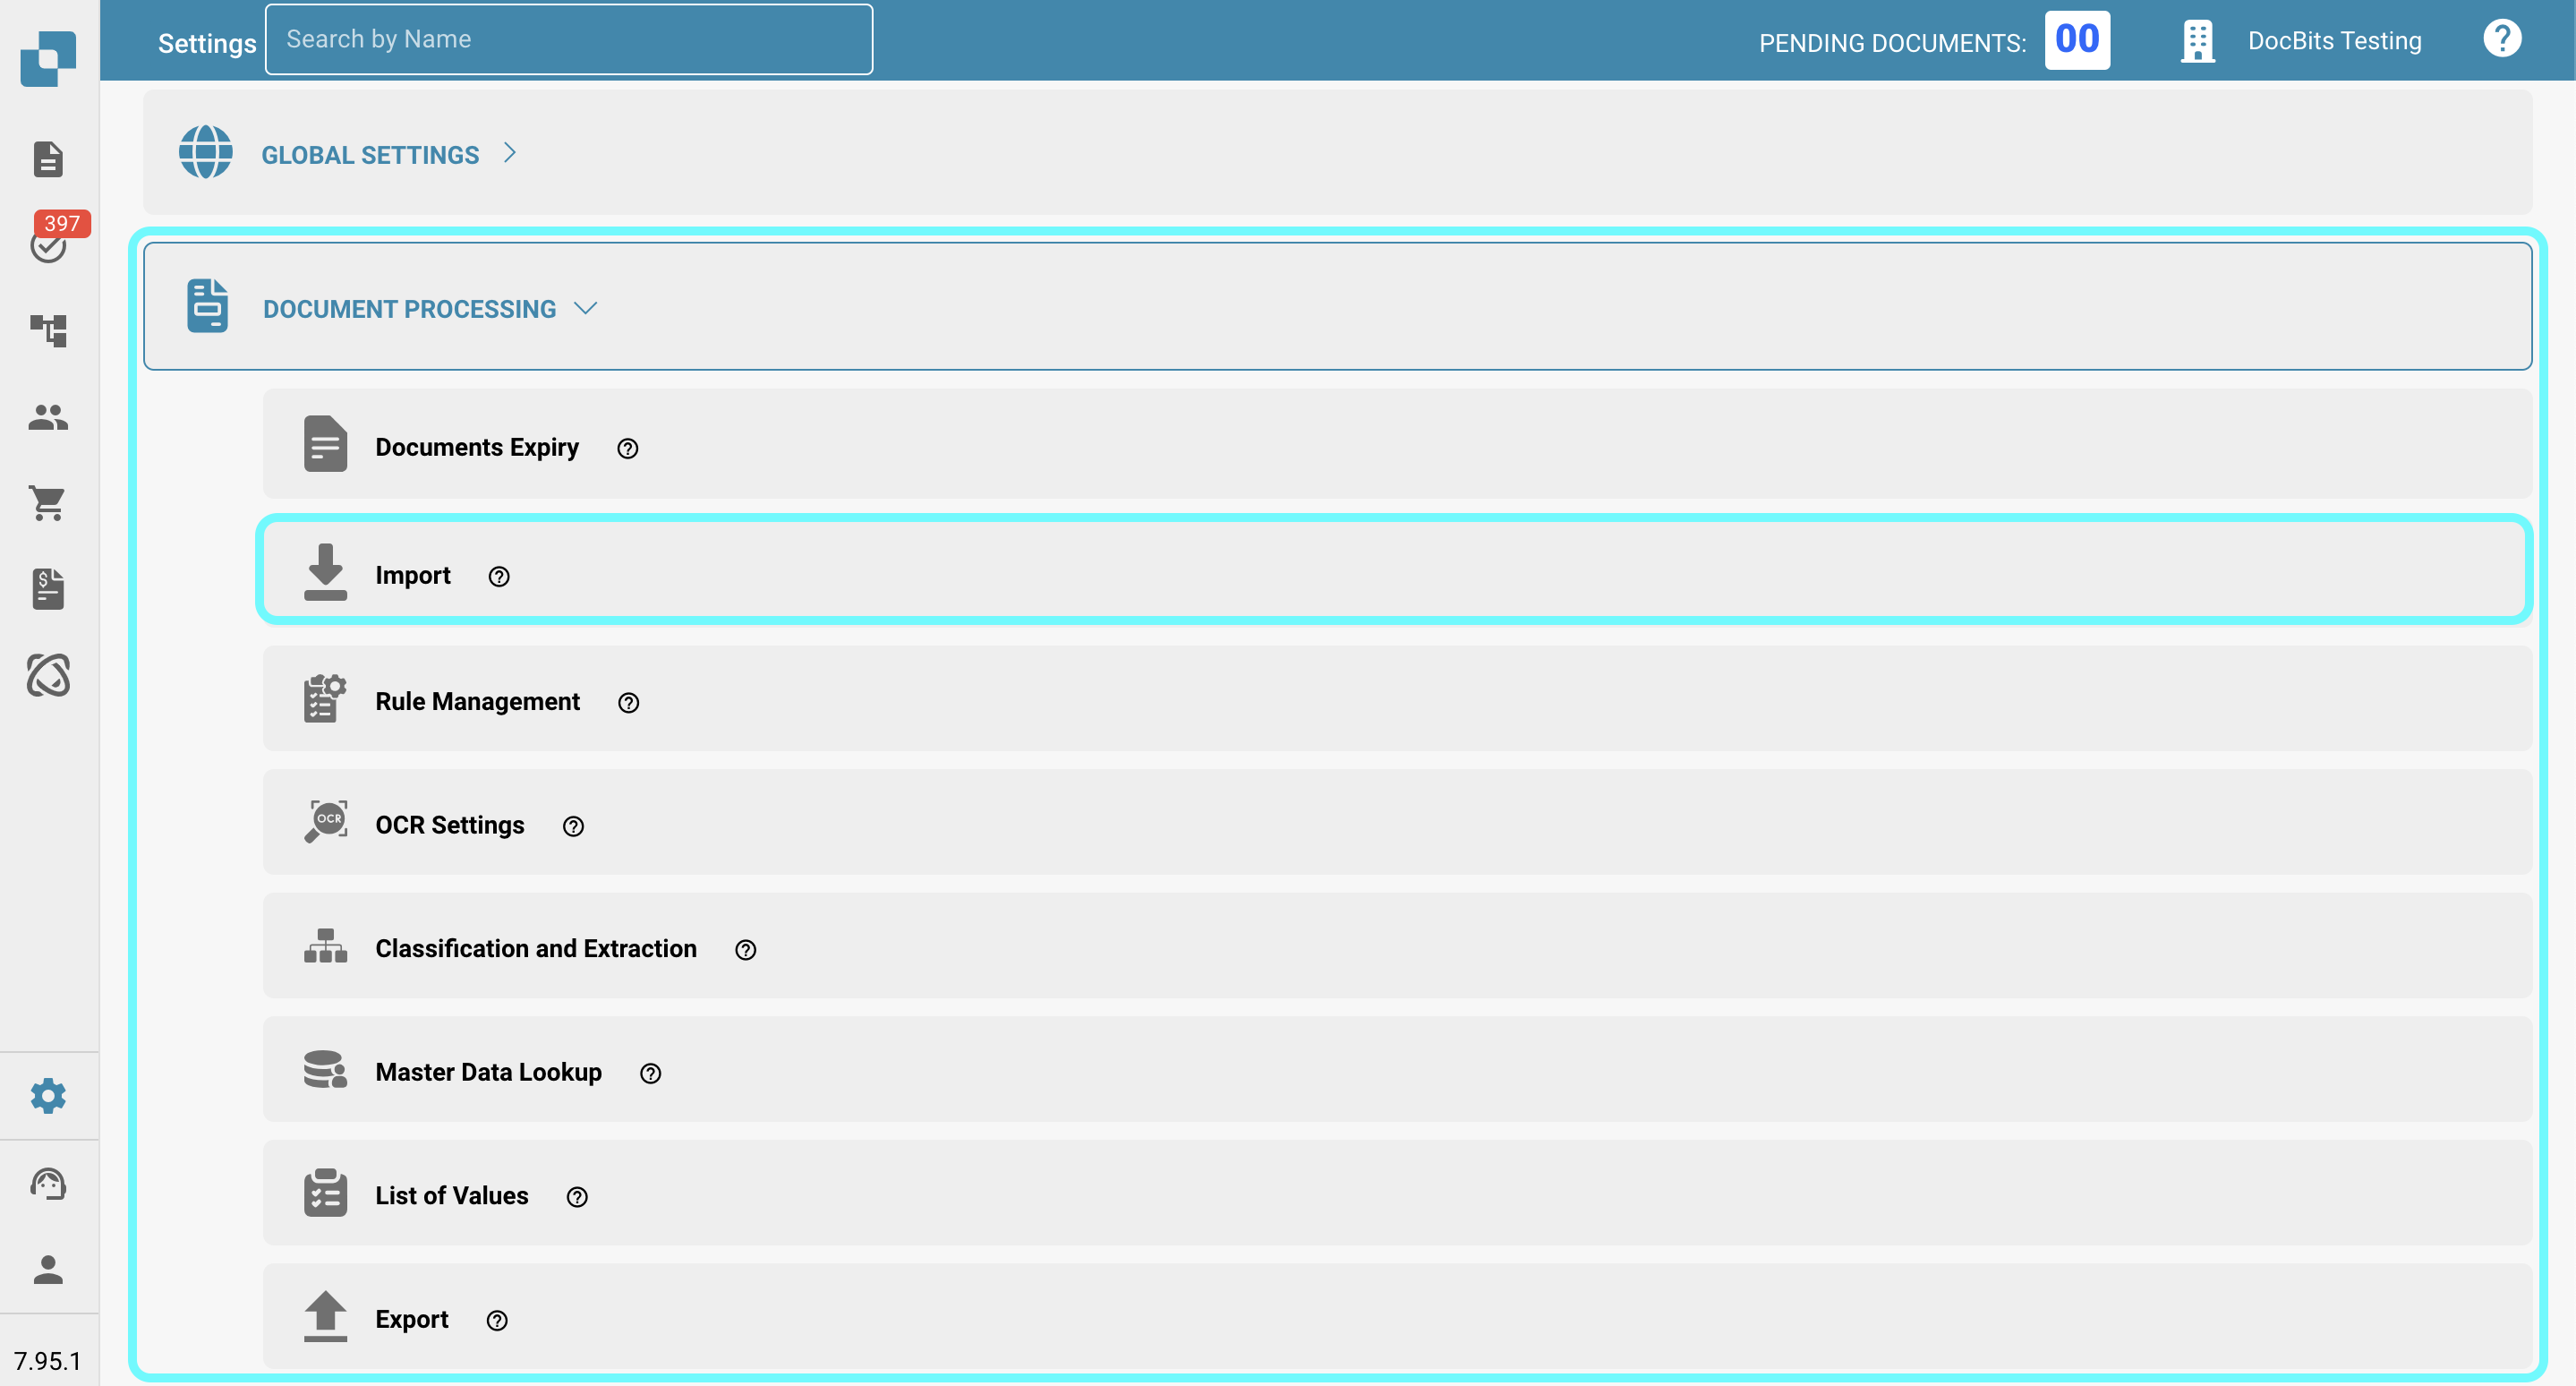 Settings
Search by Name
PENDING DOCUMENTS: 00
DocBits Testing
?
397
GLOBAL SETTINGS
DOCUMENT PROCESSING
Documents Expiry ?
Import ?
Rule Management ?
OCR
OCR Settings ?
Classification and Extraction ?
Master Data Lookup ?
List of Values ?
Export ?
$
7.95.1